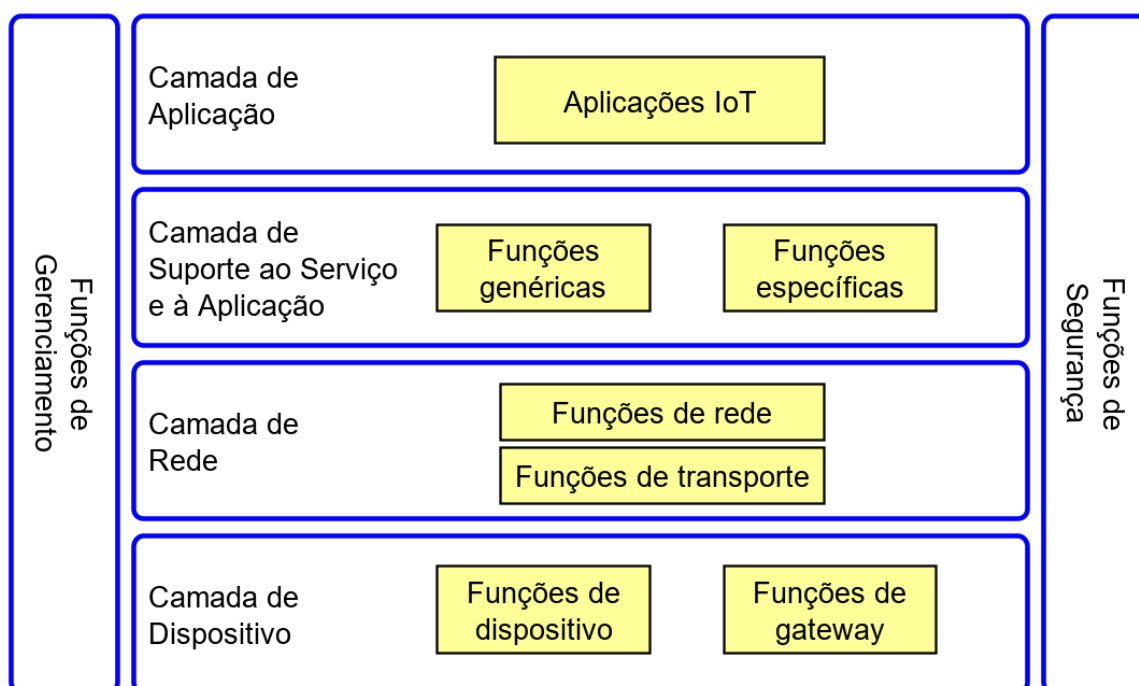 Funções de
Gerenciamento
Camada de
Aplicação
Aplicações IoT
Camada de
Suporte ao Serviço
e à Aplicação
Funções
genéricas
Funções
específicas
Camada de
Rede
Funções de rede
Funções de transporte
Camada de
Dispositivo
Funções de
dispositivo
Funções de
gateway
Funções de
Segurança